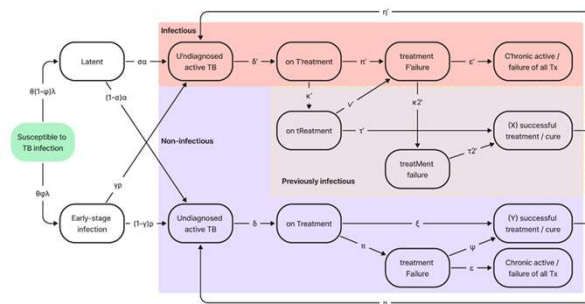 η'
Infectious
Latent
σα
U'ndiagnosed
active TB
δ'
on T'reatment
π'
treatment
F'ailure
ε'
C'hronic active /
failure of all Tx
θ(1-φ)λ
(1-σ)α
κ'
ν'
κ2'
Susceptible to
TB infection
Non-infectious
on tReatment
τ'
(X) successful
treatment / cure
treatMent
failure
τ2'
θφλ
γρ
Previously infectious
Early-stage
infection
(1-γ)ρ
Undiagnosed
active TB
δ
on Treatment
ξ
(Y) successful
treatment / cure
π
treatment
Failure
ψ
ε
Chronic active /
failure of all Tx
η